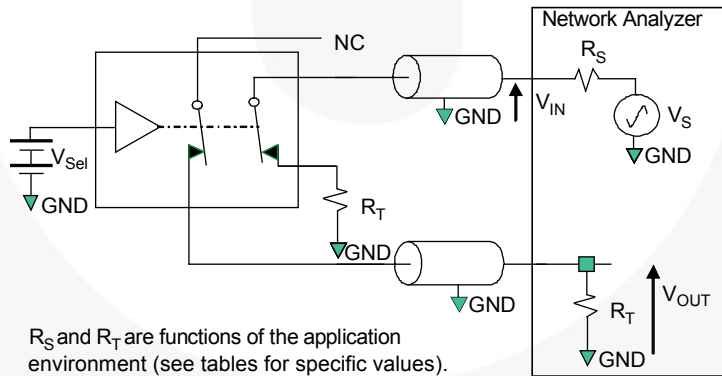 Network Analyzer
NC
R_S
GND
V_IN
V_S
GND
V_Sel
GND
R_T
GND
GND
R_T
V_OUT
GND
R_S and R_T are functions of the application
environment (see tables for specific values).